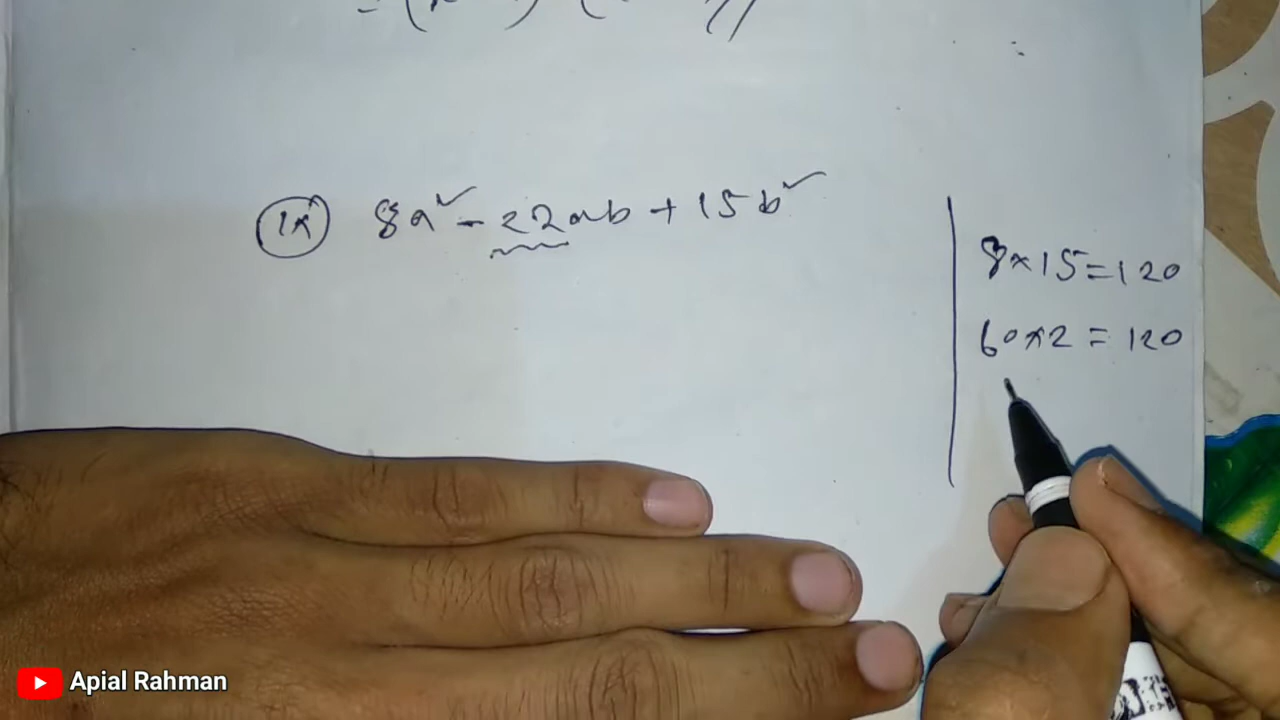 (ix) 8a² - 22ab + 15b²
8×15=120
60×2 = 120
Apial Rahman